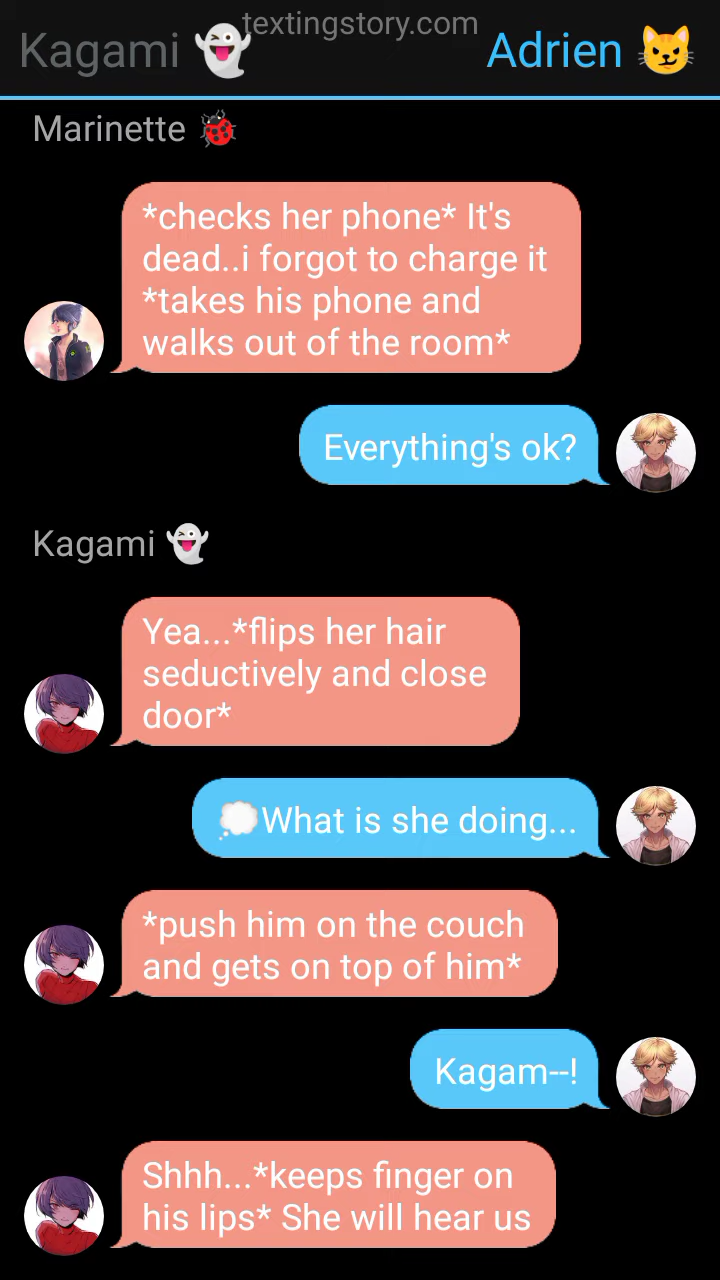 textingstory.com
Kagami 👻 Adrien 😼
Marinette 🐞
*checks her phone* It's
dead..i forgot to charge it
*takes his phone and
walks out of the room*
Everything's ok?
Kagami 👻
Yea...*flips her hair
seductively and close
door*
💭What is she doing...
*push him on the couch
and gets on top of him*
Kagam--!
Shhh...*keeps finger on
his lips* She will hear us